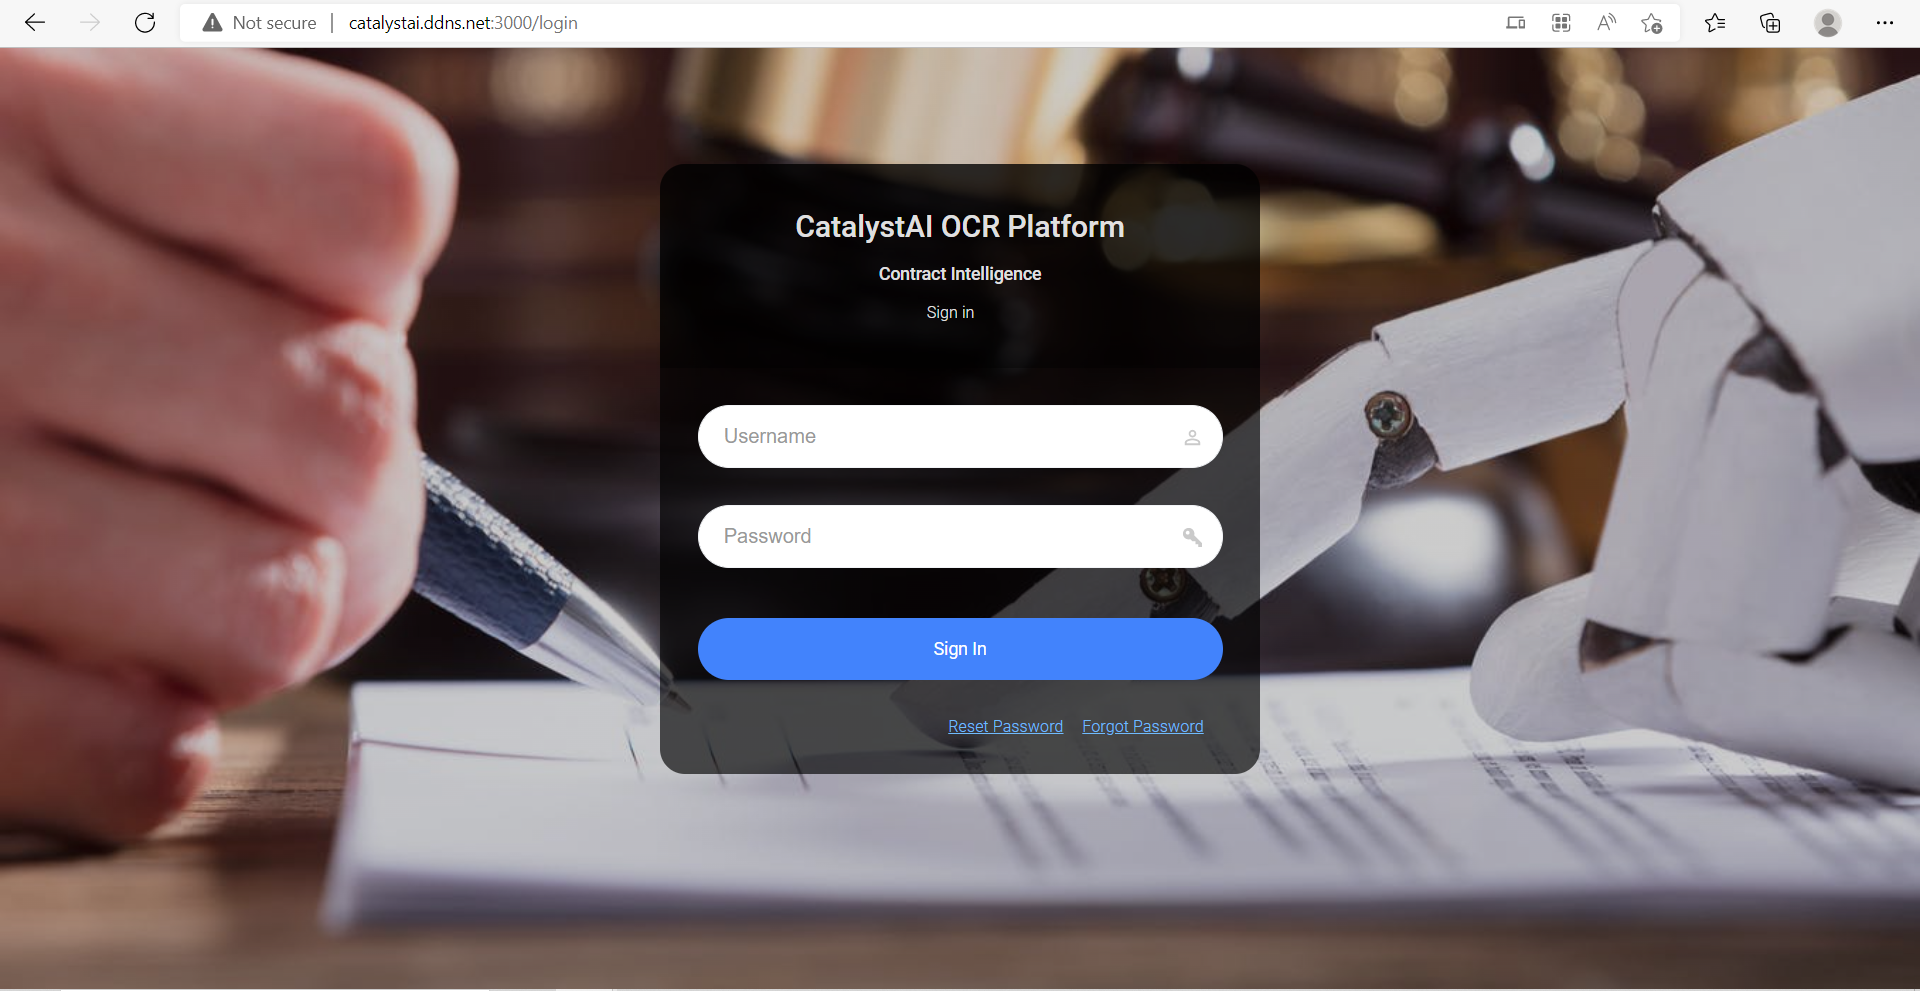 Not secure | catalystai.ddns.net:3000/login
CatalystAI OCR Platform
Contract Intelligence
Sign in
Username
Password
Sign In
Reset Password Forgot Password